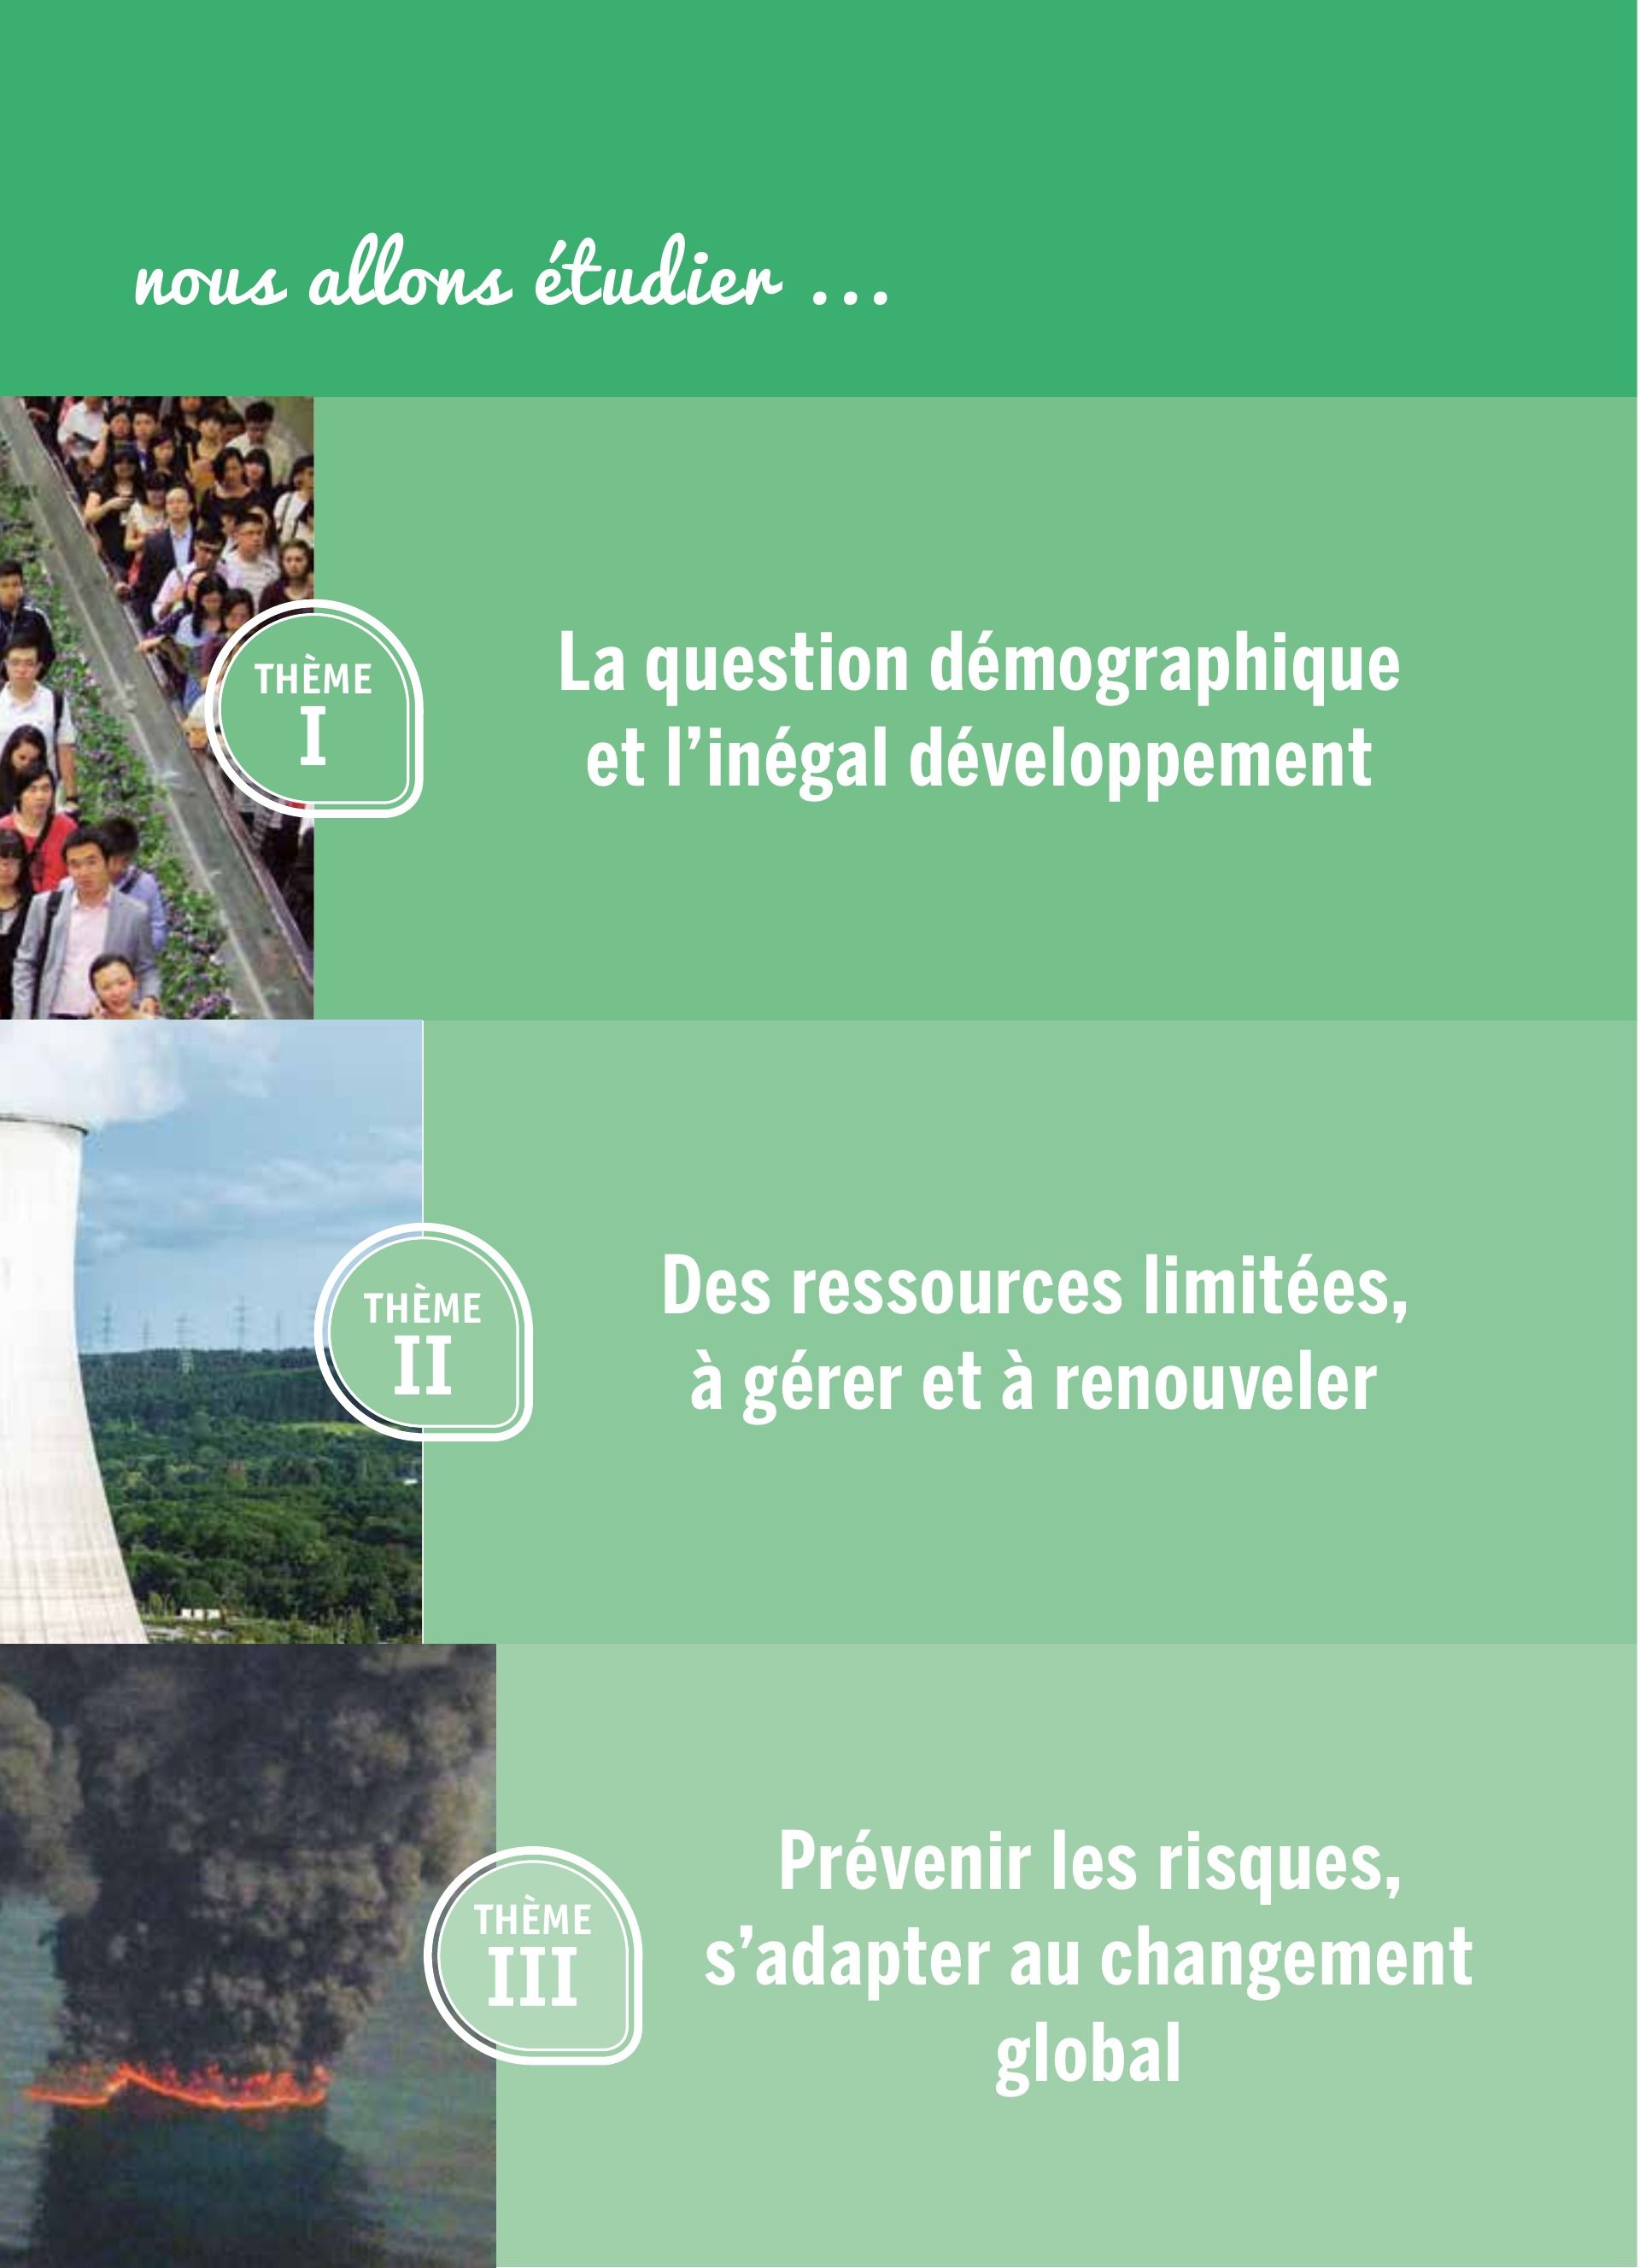 nous allons étudier ...
THÈME
I
La question démographique
et l’inégal développement
THÈME
II
Des ressources limitées,
à gérer et à renouveler
THÈME
III
Prévenir les risques,
s’adapter au changement
global